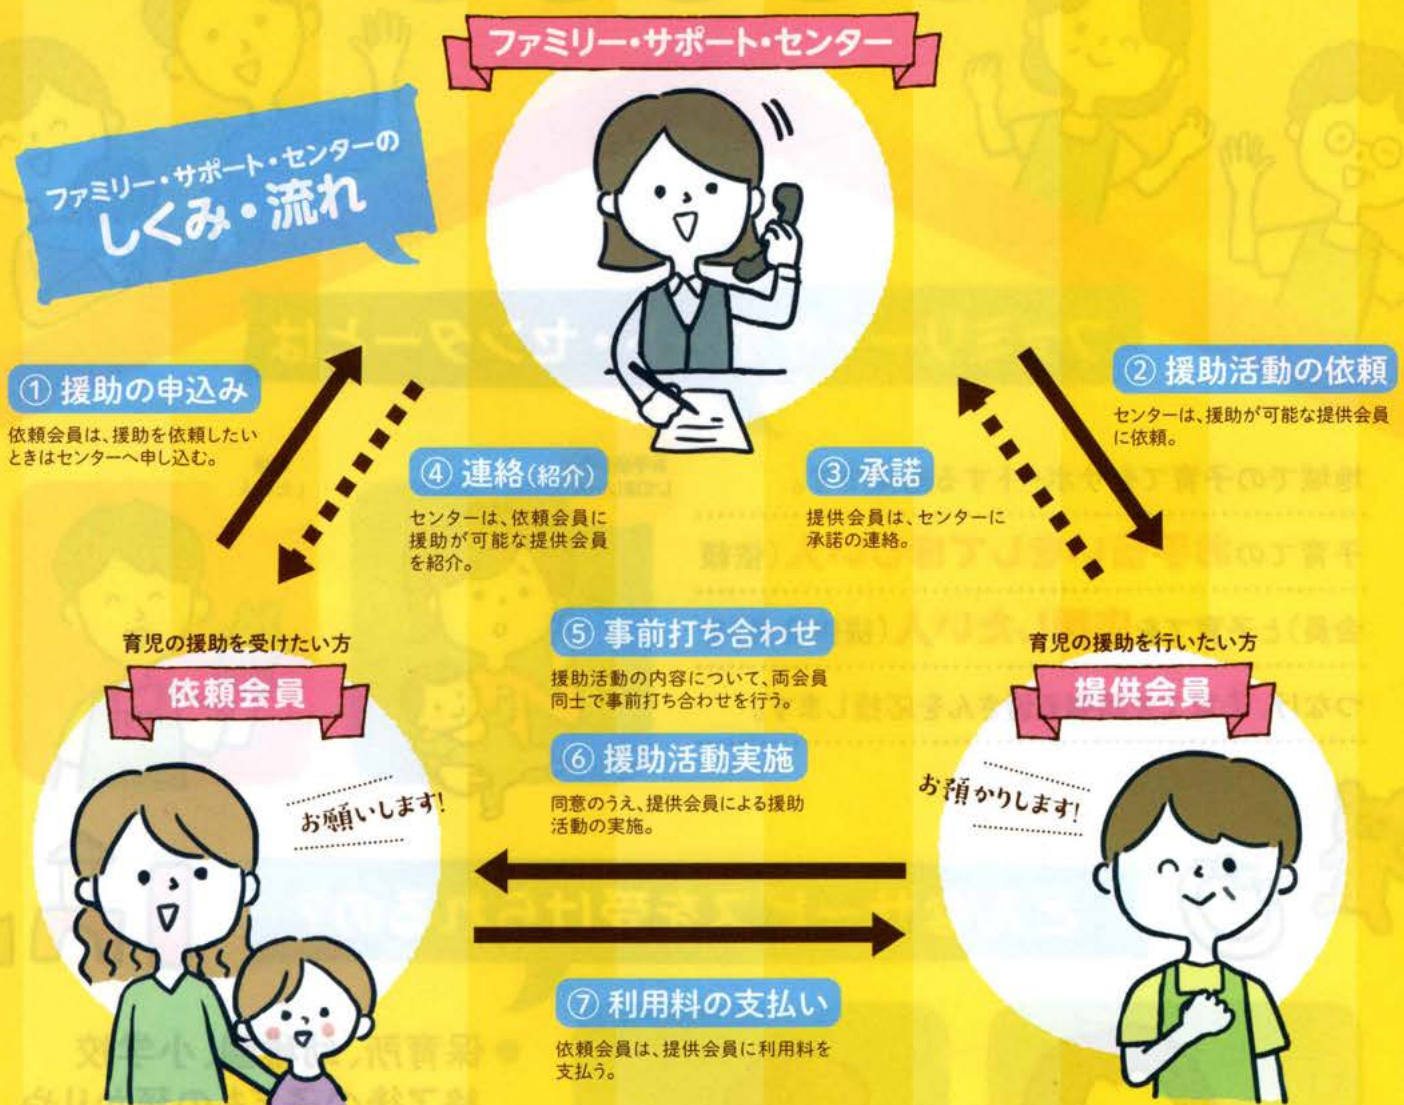 ファミリー・サポート・センター
ファミリー・サポート・センターの
しくみ・流れ
① 援助の申込み
依頼会員は、援助を依頼したい
ときはセンターへ申し込む。
② 援助活動の依頼
センターは、援助が可能な提供会員
に依頼。
④ 連絡(紹介)
センターは、依頼会員に
援助が可能な提供会員
を紹介。
③ 承諾
提供会員は、センターに
承諾の連絡。
育児の援助を受けたい方
依頼会員
お願いします!
⑤ 事前打ち合わせ
援助活動の内容について、両会員
同士で事前打ち合わせを行う。
⑥ 援助活動実施
同意のうえ、提供会員による援助
活動の実施。
育児の援助を行いたい方
提供会員
お預かりします!
⑦ 利用料の支払い
依頼会員は、提供会員に利用料を
支払う。